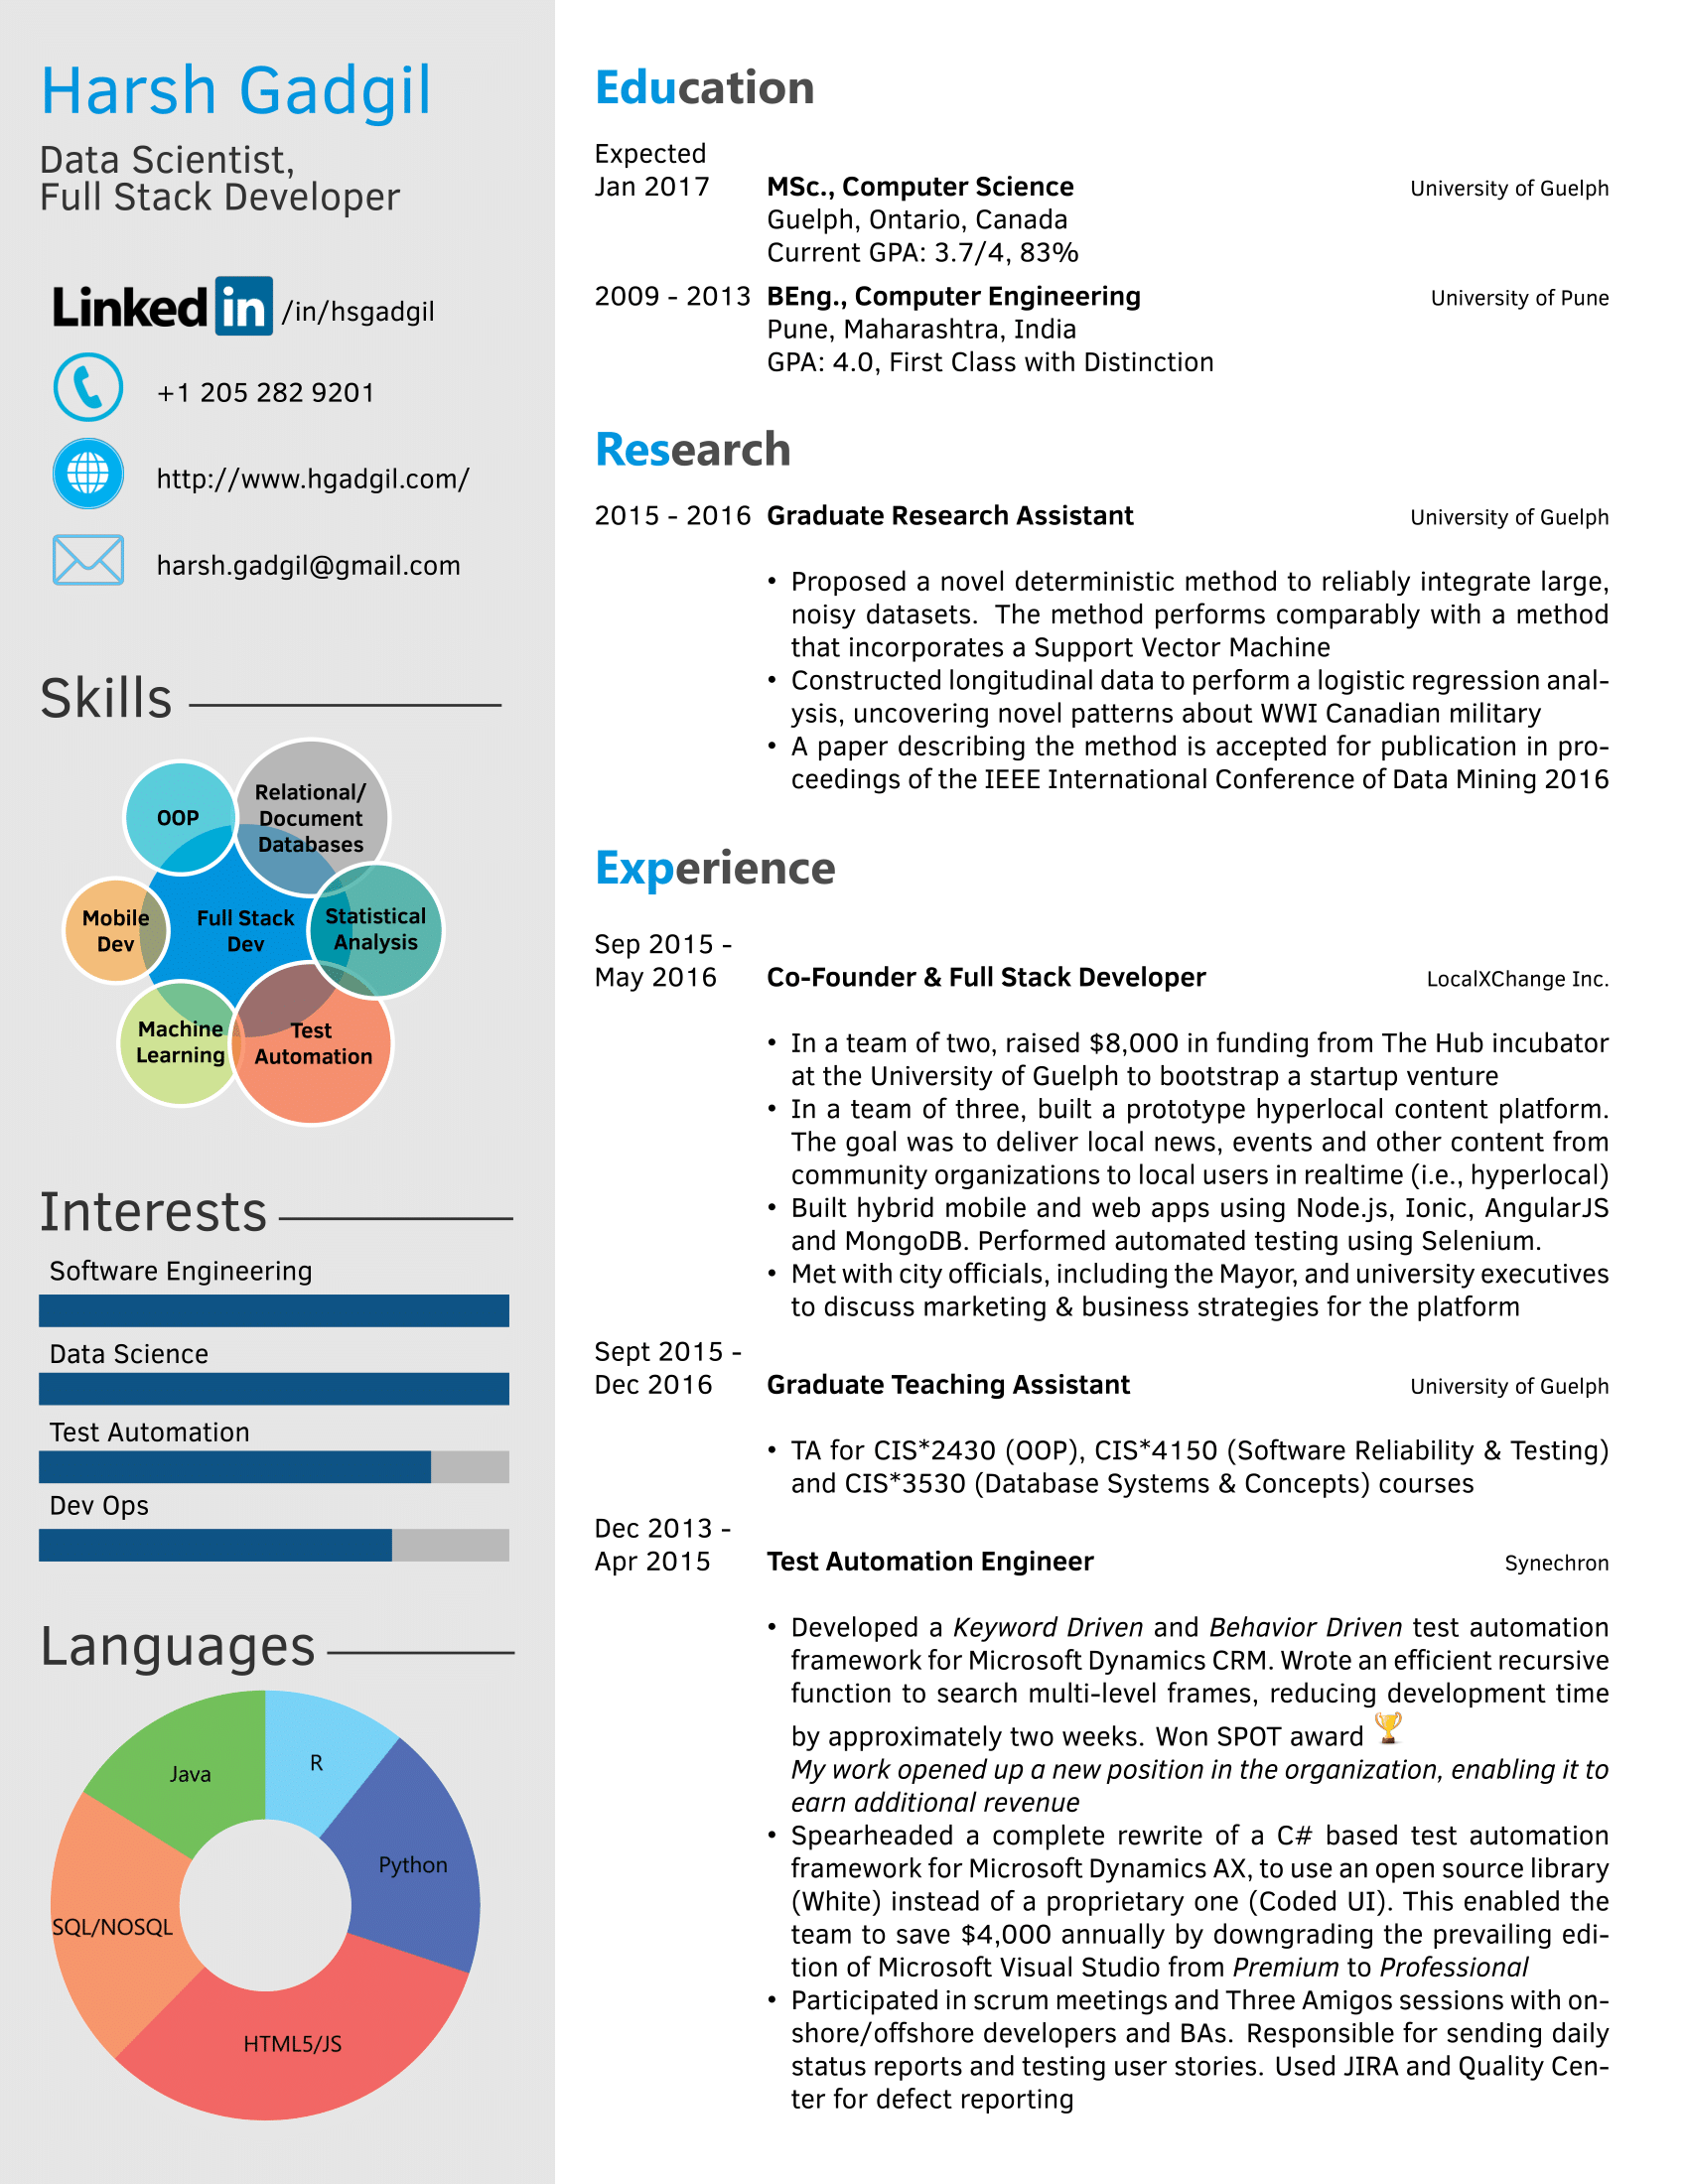 Harsh Gadgil
Data Scientist,
Full Stack Developer
Linked in /in/hsgadgil
+1 205 282 9201
http://www.hgadgil.com/
harsh.gadgil@gmail.com
Skills
OOP
Relational/
Document
Databases
Mobile
Dev
Full Stack
Dev
Statistical
Analysis
Machine
Learning
Test
Automation
Interests
Software Engineering
Data Science
Test Automation
Dev Ops
Languages
Java
R
Python
SQL/NOSQL
HTML5/JS
Education
Expected
Jan 2017 MSc., Computer Science University of Guelph
Guelph, Ontario, Canada
Current GPA: 3.7/4, 83%
2009 - 2013 BEng., Computer Engineering University of Pune
Pune, Maharashtra, India
GPA: 4.0, First Class with Distinction
Research
2015 - 2016 Graduate Research Assistant University of Guelph
• Proposed a novel deterministic method to reliably integrate large,
noisy datasets. The method performs comparably with a method
that incorporates a Support Vector Machine
• Constructed longitudinal data to perform a logistic regression anal-
ysis, uncovering novel patterns about WWI Canadian military
• A paper describing the method is accepted for publication in pro-
ceedings of the IEEE International Conference of Data Mining 2016
Experience
Sep 2015 -
May 2016 Co-Founder & Full Stack Developer LocalXChange Inc.
• In a team of two, raised $8,000 in funding from The Hub incubator
at the University of Guelph to bootstrap a startup venture
• In a team of three, built a prototype hyperlocal content platform.
The goal was to deliver local news, events and other content from
community organizations to local users in realtime (i.e., hyperlocal)
• Built hybrid mobile and web apps using Node.js, Ionic, AngularJS
and MongoDB. Performed automated testing using Selenium.
• Met with city officials, including the Mayor, and university executives
to discuss marketing & business strategies for the platform
Sept 2015 -
Dec 2016 Graduate Teaching Assistant University of Guelph
• TA for CIS*2430 (OOP), CIS*4150 (Software Reliability & Testing)
and CIS*3530 (Database Systems & Concepts) courses
Dec 2013 -
Apr 2015 Test Automation Engineer Synechron
• Developed a Keyword Driven and Behavior Driven test automation
framework for Microsoft Dynamics CRM. Wrote an efficient recursive
function to search multi-level frames, reducing development time
by approximately two weeks. Won SPOT award
My work opened up a new position in the organization, enabling it to
earn additional revenue
• Spearheaded a complete rewrite of a C# based test automation
framework for Microsoft Dynamics AX, to use an open source library
(White) instead of a proprietary one (Coded UI). This enabled the
team to save $4,000 annually by downgrading the prevailing edi-
tion of Microsoft Visual Studio from Premium to Professional
• Participated in scrum meetings and Three Amigos sessions with on-
shore/offshore developers and BAs. Responsible for sending daily
status reports and testing user stories. Used JIRA and Quality Cen-
ter for defect reporting